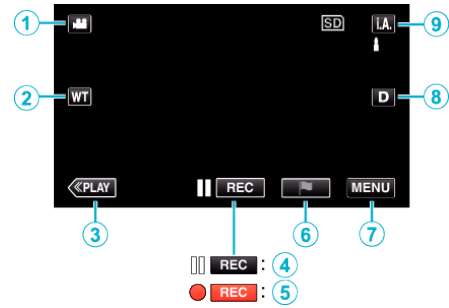 1 SD I.A. 9
2 WT D 8
≪PLAY REC MENU
3 6 7
REC : 4
REC : 5